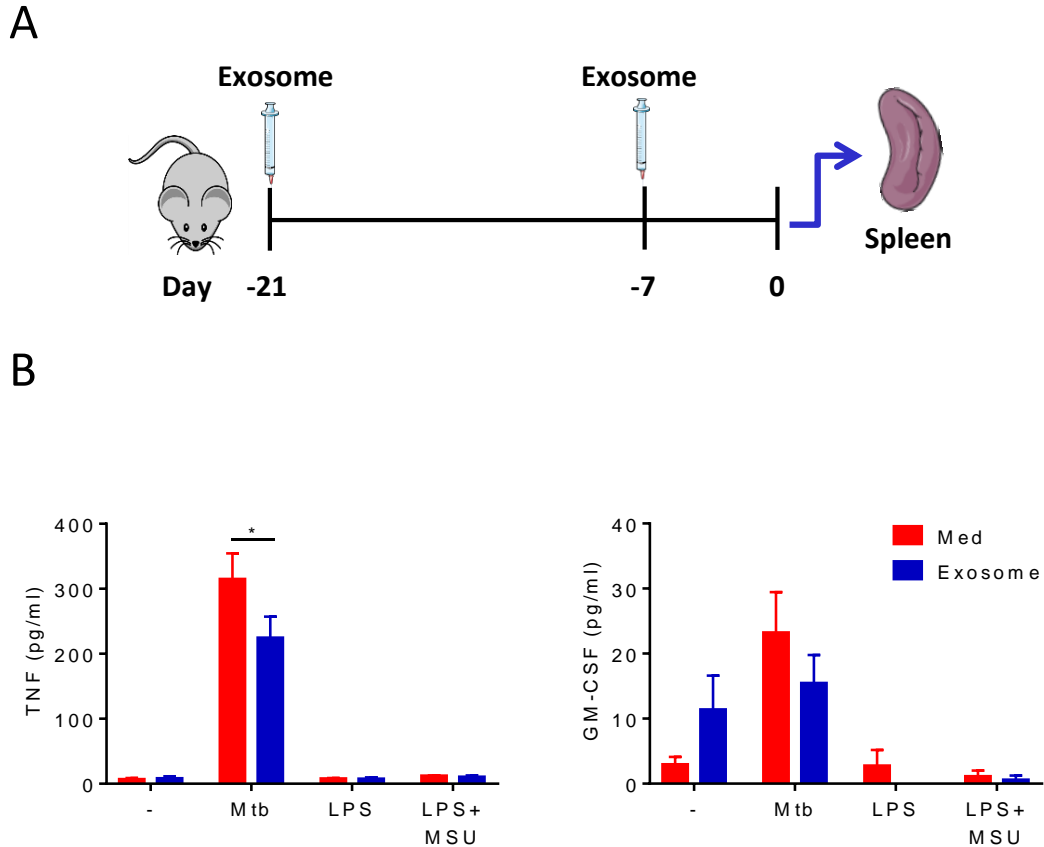 A
Exosome Exosome
Spleen
Day -21 -7 0
B
400
300
200
100
0
TNF (pg/ml)
*
- Mtb LPS LPS+
MSU
40
30
20
10
0
GM-CSF (pg/ml)
Med
Exosome
- Mtb LPS LPS+
MSU